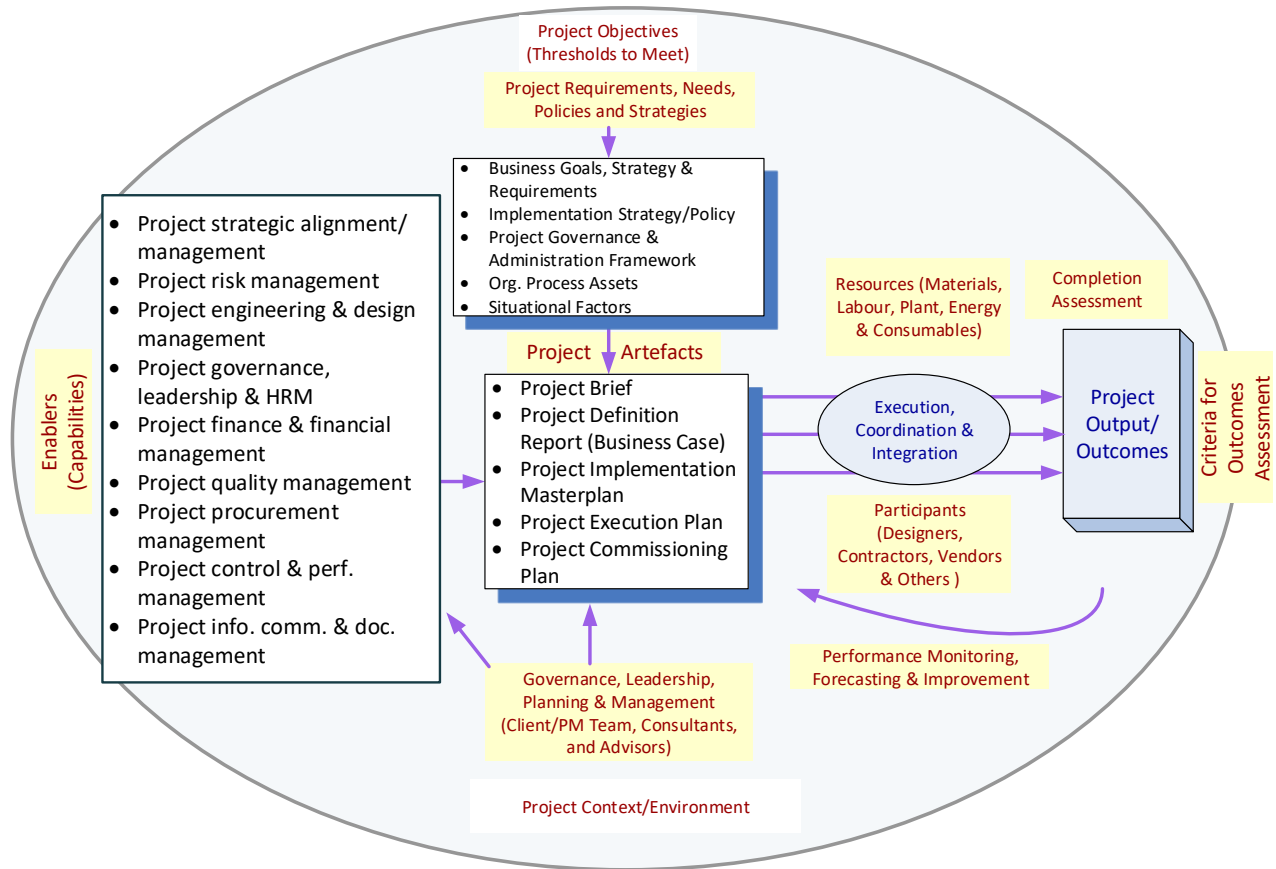 Project Objectives
(Thresholds to Meet)
Project Requirements, Needs,
Policies and Strategies
• Business Goals, Strategy &
Requirements
• Implementation Strategy/Policy
• Project Governance &
Administration Framework
• Org. Process Assets
• Situational Factors
Enablers
(Capabilities)
• Project strategic alignment/
management
• Project risk management
• Project engineering & design
management
• Project governance,
leadership & HRM
• Project finance & financial
management
• Project quality management
• Project procurement
management
• Project control & perf.
management
• Project info. comm. & doc.
management
Project Artefacts
• Project Brief
• Project Definition
Report (Business Case)
• Project Implementation
Masterplan
• Project Execution Plan
• Project Commissioning
Plan
Resources (Materials,
Labour, Plant, Energy
& Consumables)
Execution,
Coordination &
Integration
Participants
(Designers,
Contractors, Vendors
& Others )
Completion
Assessment
Project
Output/
Outcomes
Criteria for
Outcomes
Assessment
Performance Monitoring,
Forecasting & Improvement
Governance, Leadership,
Planning & Management
(Client/PM Team, Consultants,
and Advisors)
Project Context/Environment